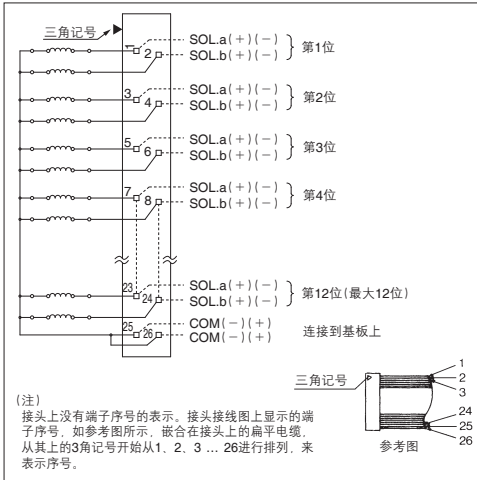 三角记号
1 SOL.a(+)(−)
2 SOL.b(+)(−)
第1位
3 SOL.a(+)(−)
4 SOL.b(+)(−)
第2位
5 SOL.a(+)(−)
6 SOL.b(+)(−)
第3位
7 SOL.a(+)(−)
8 SOL.b(+)(−)
第4位
23 SOL.a(+)(−)
24 SOL.b(+)(−)
第12位(最大12位)
25 COM(−)(+)
26 COM(−)(+)
连接到基板上
三角记号
1
2
3
24
25
26
参考图
(注)
接头上没有端子序号的表示。接头接线图上显示的端
子序号，如参考图所示，嵌合在接头上的扁平电缆，
从其上的3角记号开始从1、2、3 … 26进行排列，来
表示序号。